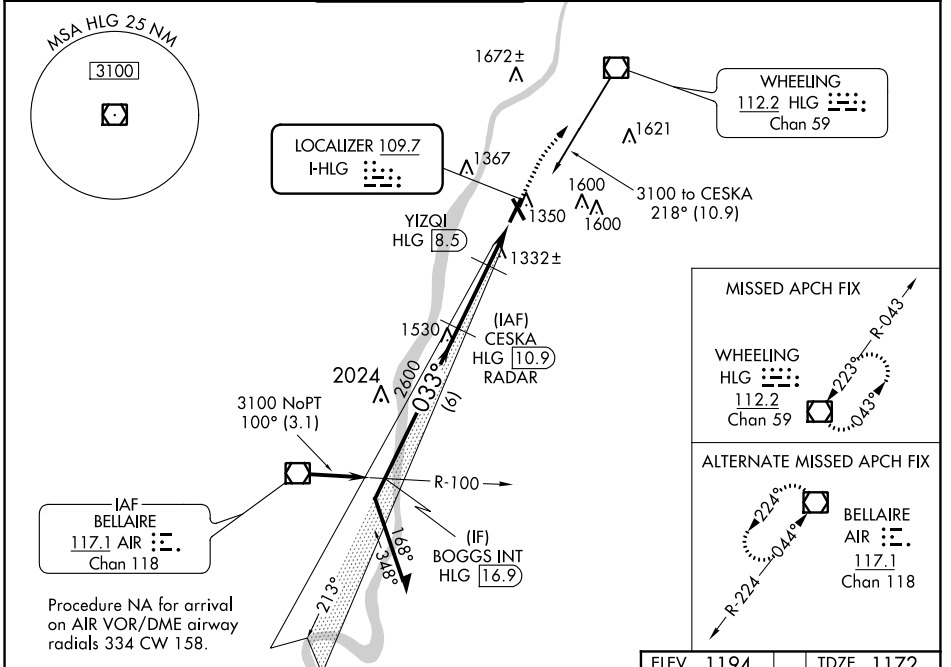 MSA HLG 25 NM
3100
1672±
WHEELING
112.2 HLG
Chan 59
LOCALIZER 109.7
I-HLG
1367
1621
1600
1600
3100 to CESKA
218° (10.9)
1350
YIZQI
HLG 8.5
1332±
(IAF)
CESKA
HLG 10.9
RADAR
1530
2600
033°
(6)
2024
3100 NoPT
100° (3.1)
R-100
IAF
BELLAIRE
117.1 AIR
Chan 118
(IF)
BOGGS INT
HLG 16.9
168°
348°
213°
Procedure NA for arrival
on AIR VOR/DME airway
radials 334 CW 158.
MISSED APCH FIX
R-043
WHEELING
HLG
112.2
Chan 59
223°
043°
ALTERNATE MISSED APCH FIX
224°
044°
R-224
BELLAIRE
AIR
117.1
Chan 118
ELEV 1194
TDZE 1172